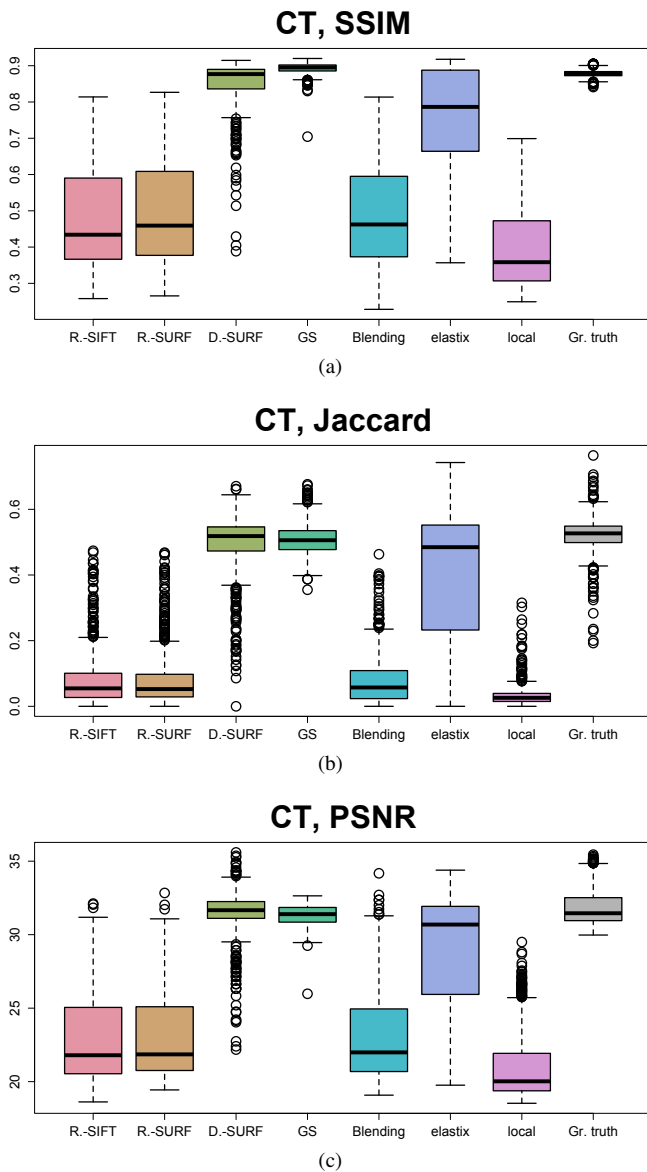 CT, SSIM
0.9
0.8
0.7
0.6
0.5
0.4
0.3
R.-SIFT R.-SURF D.-SURF GS Blending elastix local Gr. truth
(a)
CT, Jaccard
0.6
0.4
0.2
0.0
R.-SIFT R.-SURF D.-SURF GS Blending elastix local Gr. truth
(b)
CT, PSNR
35
30
25
20
R.-SIFT R.-SURF D.-SURF GS Blending elastix local Gr. truth
(c)